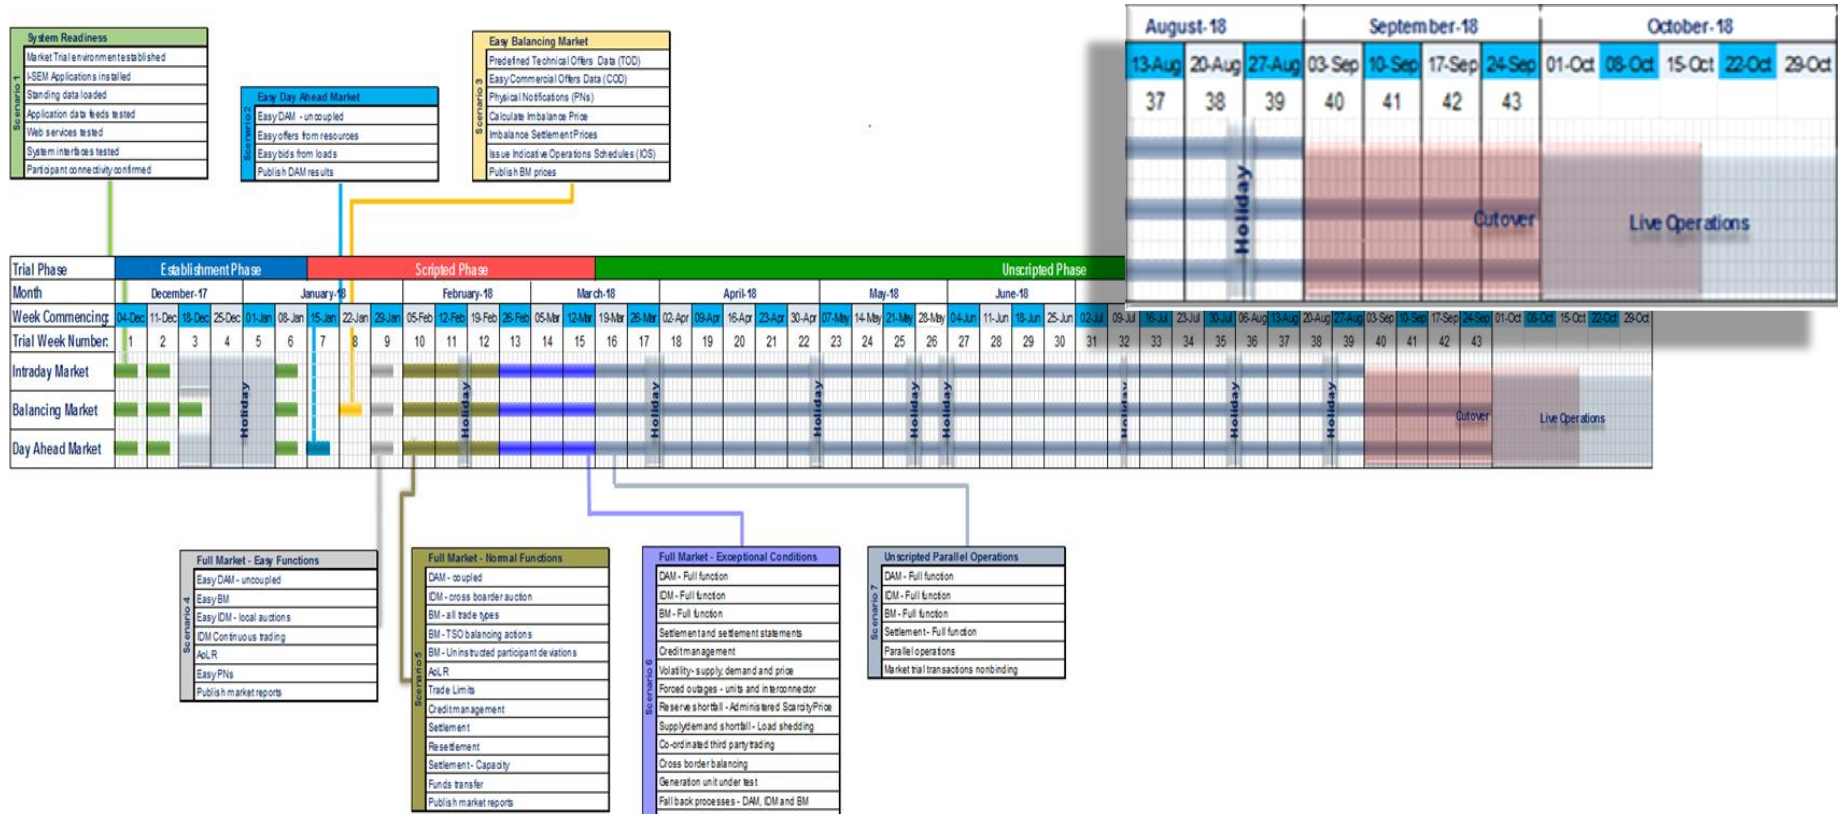 System Readiness
Scenario 1
Market Trial environment established
I-SEM Applications installed
Standing data loaded
Application data feeds tested
Web services tested
System interfaces tested
Participant connectivity confirmed
Easy Day Ahead Market
Scenario 2
Easy DAM - uncoupled
Easy offers from resources
Easy bids from loads
Publish DAM results
Easy Balancing Market
Scenario 3
Predefined Technical Offers Data (TOD)
Easy Commercial Offers Data (COD)
Physical Notifications (PNs)
Calculate Imbalance Price
Imbalance Settlement Prices
Issue Indicative Operations Schedules (IOS)
Publish BM prices
August-18 September-18 October-18
13-Aug 20-Aug 27-Aug 03-Sep 10-Sep 17-Sep 24-Sep 01-Oct 08-Oct 15-Oct 22-Oct 29-Oct
37 38 39 40 41 42 43
Holiday
Cutover
Live Operations
Trial Phase Establishment Phase Scripted Phase Unscripted Phase
Month December-17 January-18 February-18 March-18 April-18 May-18 June-18
Week Commencing: 04-Dec 11-Dec 18-Dec 25-Dec 01-Jan 08-Jan 15-Jan 22-Jan 29-Jan 05-Feb 12-Feb 19-Feb 26-Feb 05-Mar 12-Mar 19-Mar 26-Mar 02-Apr 09-Apr 16-Apr 23-Apr 30-Apr 07-May 14-May 21-May 28-May 04-Jun 11-Jun 18-Jun 25-Jun 02-Jul 09-Jul 16-Jul 23-Jul 30-Jul 06-Aug 13-Aug 20-Aug 27-Aug 03-Sep 10-Sep 17-Sep 24-Sep 01-Oct 08-Oct 15-Oct 22-Oct 29-Oct
Trial Week Number: 1 2 3 4 5 6 7 8 9 10 11 12 13 14 15 16 17 18 19 20 21 22 23 24 25 26 27 28 29 30 31 32 33 34 35 36 37 38 39 40 41 42 43
Intraday Market
Balancing Market
Day Ahead Market
Holiday
Holiday
Holiday
Holiday
Holiday
Holiday
Holiday
Holiday
Holiday
Cutover
Live Operations
Full Market - Easy Functions
Scenario 4
Easy DAM - uncoupled
Easy BM
Easy IDM - local auctions
IDM Continuous trading
AoLR
Easy PNs
Publish market reports
Full Market - Normal Functions
Scenario 5
DAM - coupled
IDM - cross boarder auction
BM - all trade types
BM - TSO balancing actions
BM - Uninstructed participant deviations
AoLR
Trade Limits
Credit management
Settlement
Resettlement
Settlement - Capacity
Funds transfer
Publish market reports
Full Market - Exceptional Conditions
Scenario 6
DAM - Full function
IDM - Full function
BM - Full function
Settlement and settlement statements
Credit management
Volatility - supply, demand and price
Forced outages - units and interconnector
Reserve shortfall - Administered Scarcity Price
Supply/demand shortfall - Load shedding
Co-ordinated third party trading
Cross border balancing
Generation unit under test
Fall back processes - DAM, IDM and BM
Unscripted Parallel Operations
Scenario 7
DAM - Full function
IDM - Full function
BM - Full function
Settlement - Full function
Parallel operations
Market trial transactions nonbinding